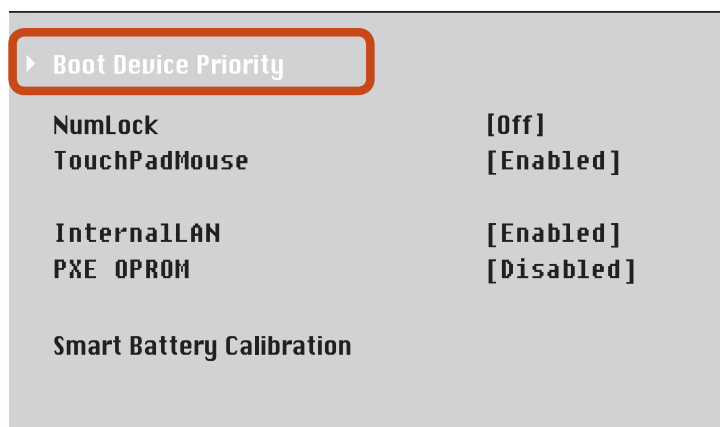 Boot Device Priority
NumLock [Off]
TouchPadMouse [Enabled]
InternalLAN [Enabled]
PXE OPROM [Disabled]
Smart Battery Calibration